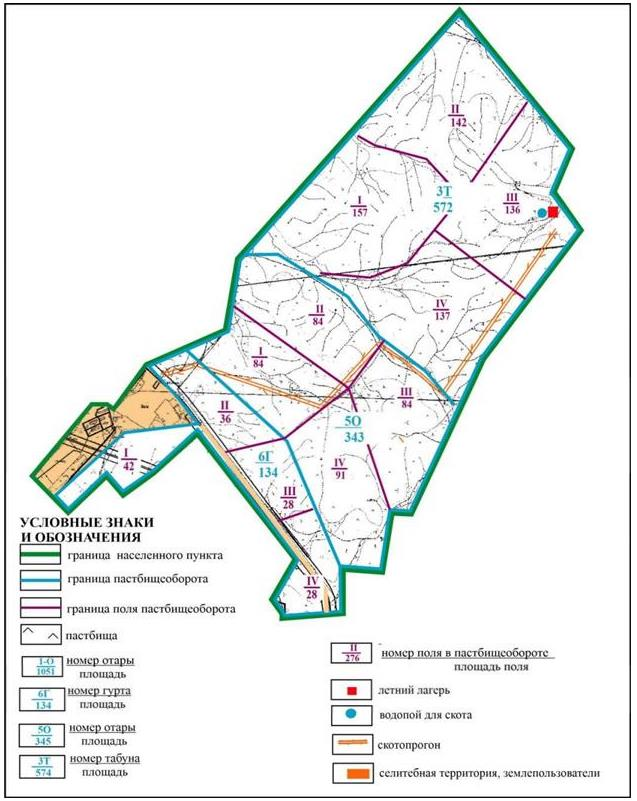 II
142
3Т
572
I
157
III
136
IV
137
II
84
I
84
III
84
II
36
5О
343
6Г
134
IV
91
I
42
III
28
IV
28
УСЛОВНЫЕ ЗНАКИ
И ОБОЗНАЧЕНИЯ
граница населенного пункта
граница пастбищеоборота
граница поля пастбищеоборота
пастбища
1-О номер отары
1051 площадь
6Г номер гурта
134 площадь
5О номер отары
345 площадь
3Т номер табуна
574 площадь
II номер поля в пастбищеобороте
276 площадь поля
летний лагерь
водопой для скота
скотопрогон
селитебная территория, землепользователи